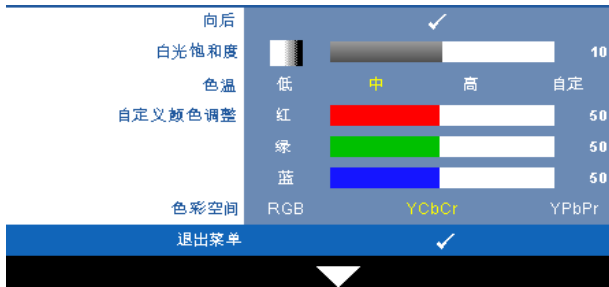 向后
白光饱和度 10
色温 低 中 高 自定
自定义颜色调整 红 50
绿 50
蓝 50
色彩空间 RGB YCbCr YPbPr
退出菜单